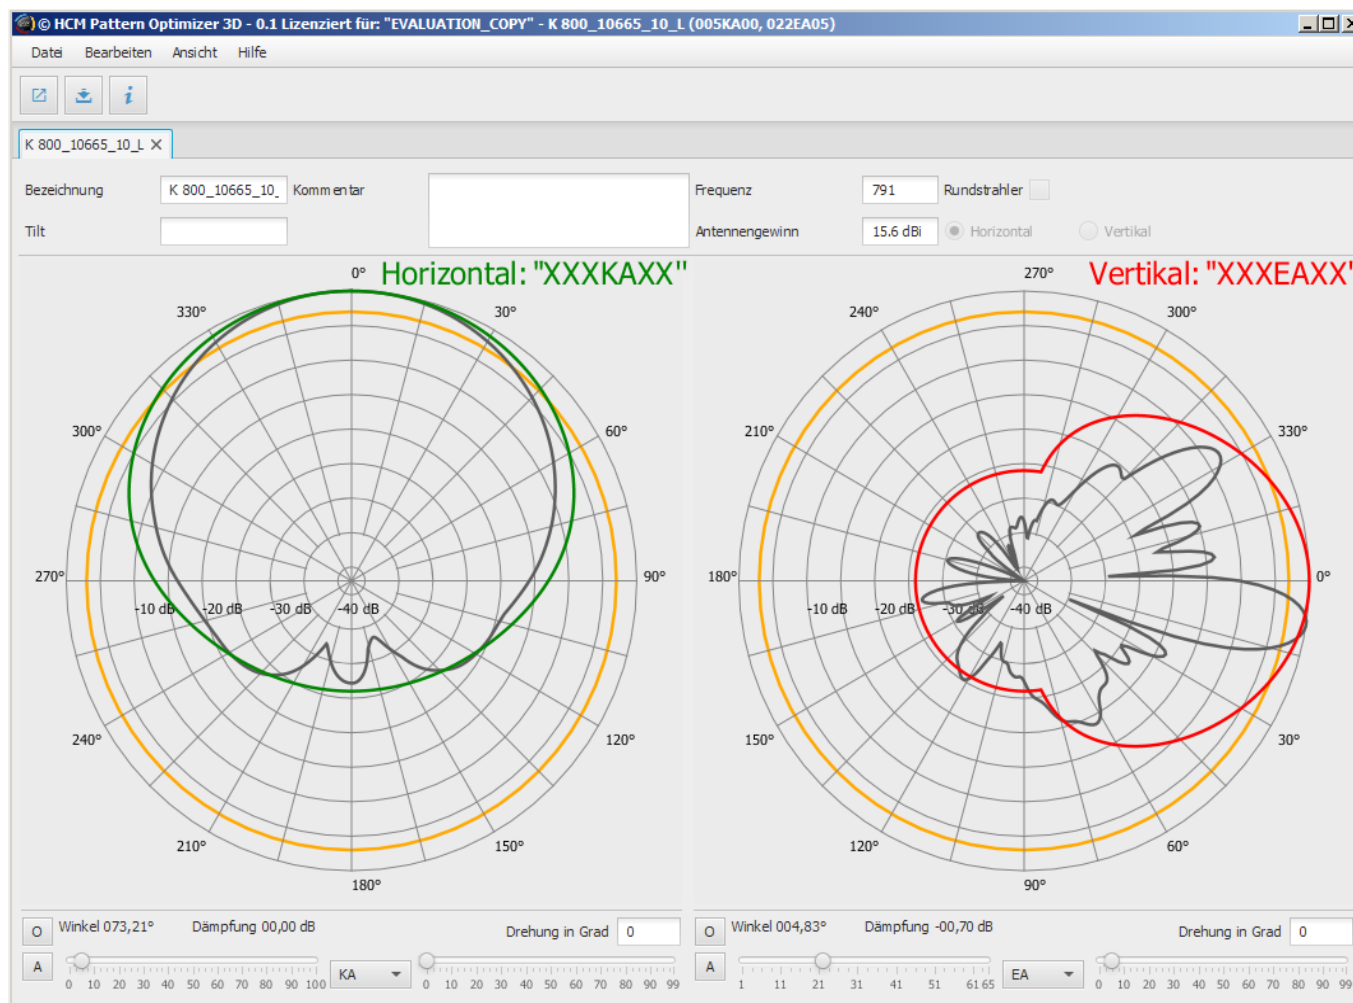 © HCM Pattern Optimizer 3D - 0.1 Lizenziert für: "EVALUATION_COPY" - K 800_10665_10_L (005KA00, 022EA05)
Datei Bearbeiten Ansicht Hilfe
i
K 800_10665_10_L ✕
Bezeichnung K 800_10665_10_ Kommentar Frequenz 791 Rundstrahler
Tilt Antennengewinn 15.6 dBi Horizontal Vertikal
Horizontal: "XXXKAXX"
0°
30°
60°
90°
120°
150°
180°
210°
240°
270°
300°
330°
-10 dB -20 dB -30 dB -40 dB
Vertikal: "XXXEAXX"
270°
300°
330°
0°
30°
60°
90°
120°
150°
180°
210°
240°
-10 dB -20 dB -30 dB -40 dB
O Winkel 073,21° Dämpfung 00,00 dB Drehung in Grad 0
A KA
0 10 20 30 40 50 60 70 80 90 100
0 10 20 30 40 50 60 70 80 90 99
O Winkel 004,83° Dämpfung -00,70 dB Drehung in Grad 0
A EA
1 11 21 31 41 51 61 65
0 10 20 30 40 50 60 70 80 90 99